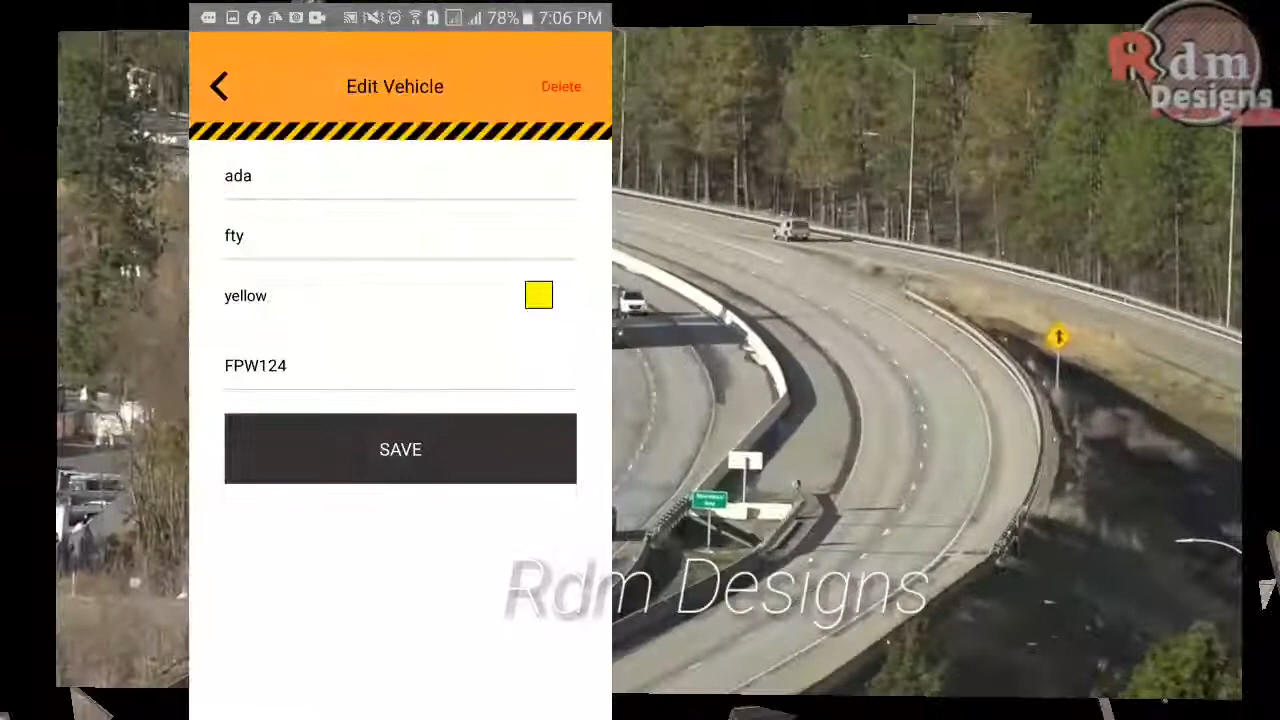 78% 7:06 PM
Edit Vehicle
Delete
ada
fty
yellow
FPW124
SAVE
Rdm
Designs
Rdm Designs